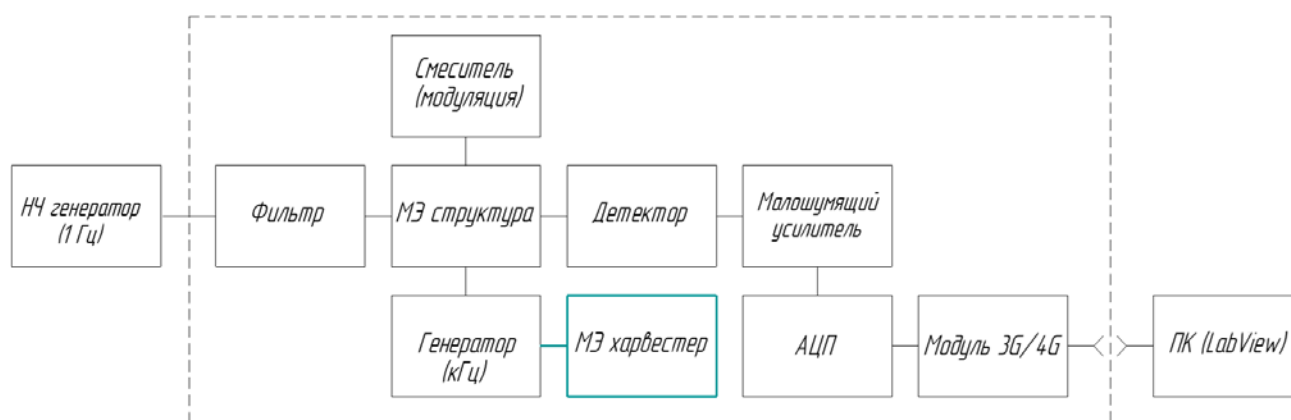 Смеситель
(модуляция)
НЧ генератор
(1 Гц)
Фильтр
МЭ структура
Детектор
Малошумящий
усилитель
Генератор
(кГц)
МЭ харвестер
АЦП
Модуль 3G/4G
ПК (LabView)